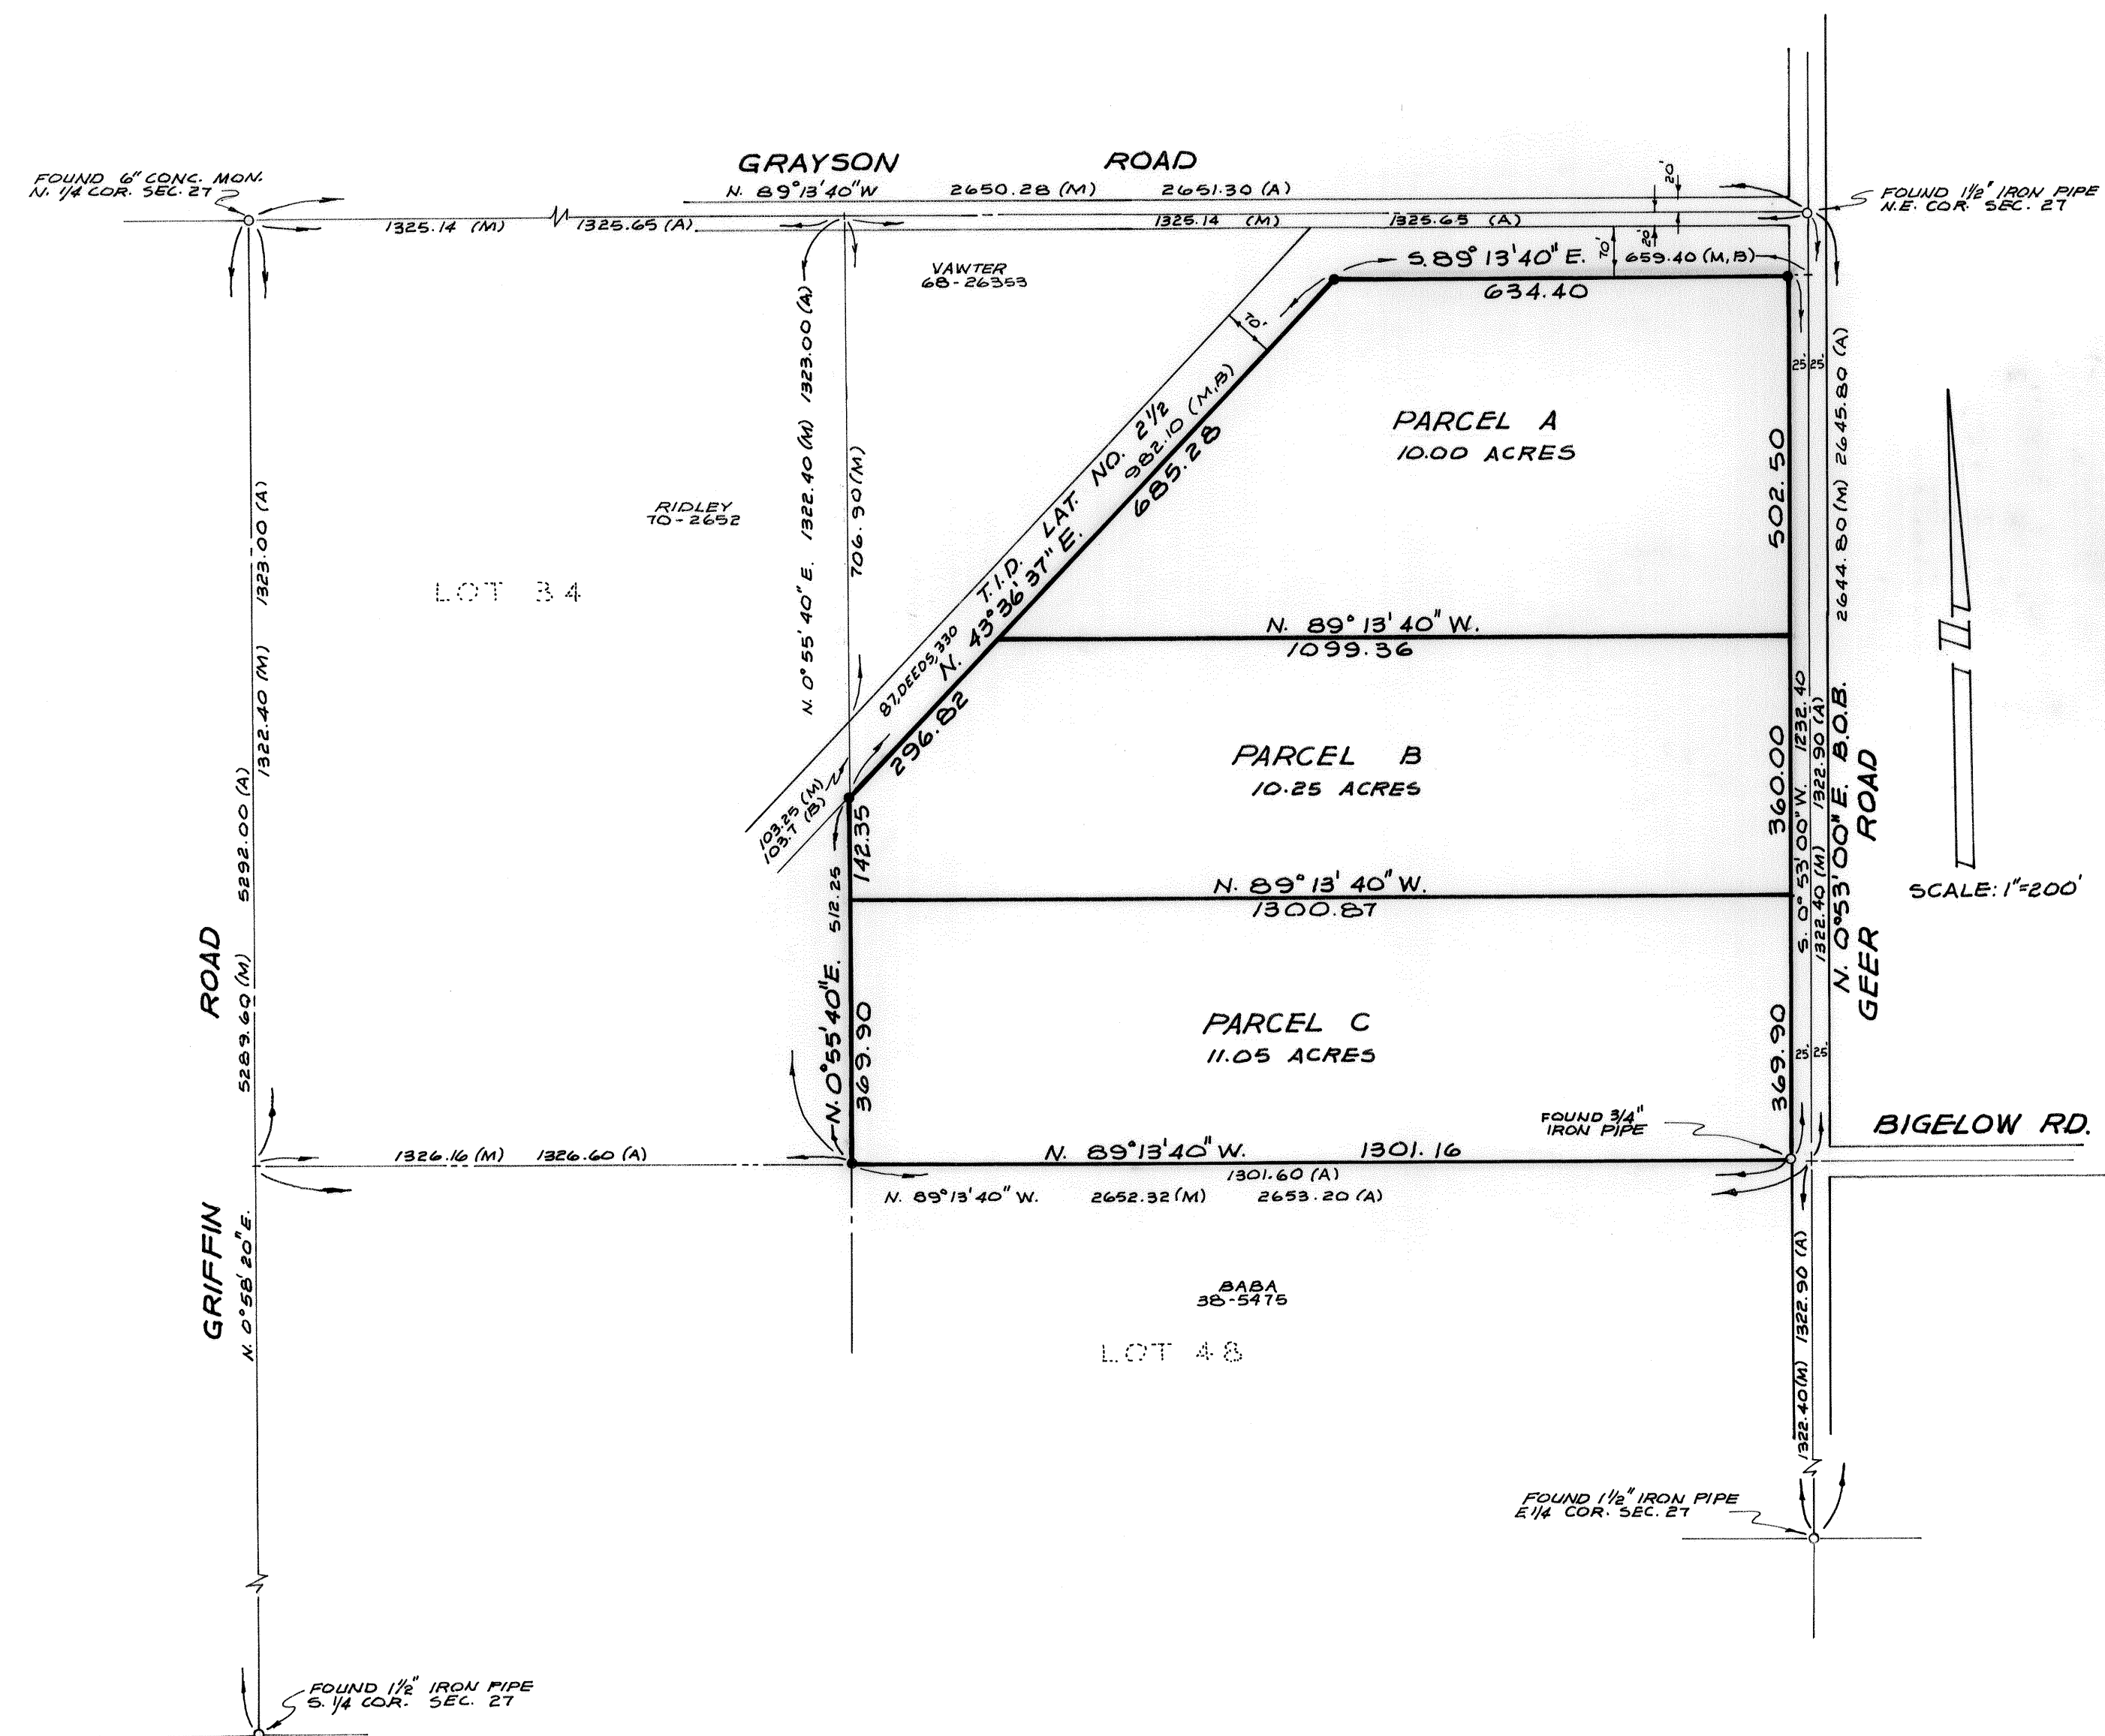 GRAYSON ROAD
N. 89°13'40"W 2650.28 (M) 2651.30 (A)
FOUND 6" CONC. MON.
N. 1/4 COR. SEC. 27
1325.14 (M) 1325.65 (A)
1325.14 (M) 1325.65 (A)
20'
20'
70'
FOUND 1½" IRON PIPE
N.E. COR. SEC. 27
S. 89° 13' 40" E. 659.40 (M,B)
634.40
VAWTER
68-26353
N. 0° 55' 40" E. 1322.40 (M) 1323.00 (A)
706.90 (M)
RIDLEY
70-2652
LOT 34
70'
T.I.D. LAT. NO. 2 1/2
87, DEEDS, 330
N. 43° 36' 37" E. 982.10 (M,B)
685.28
296.82
103.25 (M)
103.7 (B)
PARCEL A
10.00 ACRES
502.50
25' 25'
2644.80 (M) 2645.80 (A)
N. 89° 13' 40" W.
1099.36
PARCEL B
10.25 ACRES
360.00
142.35
N. 89° 13' 40" W.
1300.87
S. 0° 53' 00" W. 1232.40
1322.40 (M) 1322.90 (A)
N. 0° 53' 00" E. B.O.B.
GEER ROAD
SCALE: 1"=200'
PARCEL C
11.05 ACRES
N. 0° 55' 40" E. 512.25
369.90
369.90
25' 25'
FOUND 3/4"
IRON PIPE
BIGELOW RD.
N. 89° 13' 40" W. 1301.16
1301.60 (A)
N. 89° 13' 40" W. 2652.32 (M) 2653.20 (A)
1326.16 (M) 1326.60 (A)
1322.40 (M) 1323.00 (A)
5289.60 (M) 5292.00 (A)
GRIFFIN ROAD
N. 0° 58' 20" E.
BABA
38-5475
LOT 48
1322.40 (M) 1322.90 (A)
FOUND 1½" IRON PIPE
E 1/4 COR. SEC. 27
FOUND 1½" IRON PIPE
S. 1/4 COR. SEC. 27